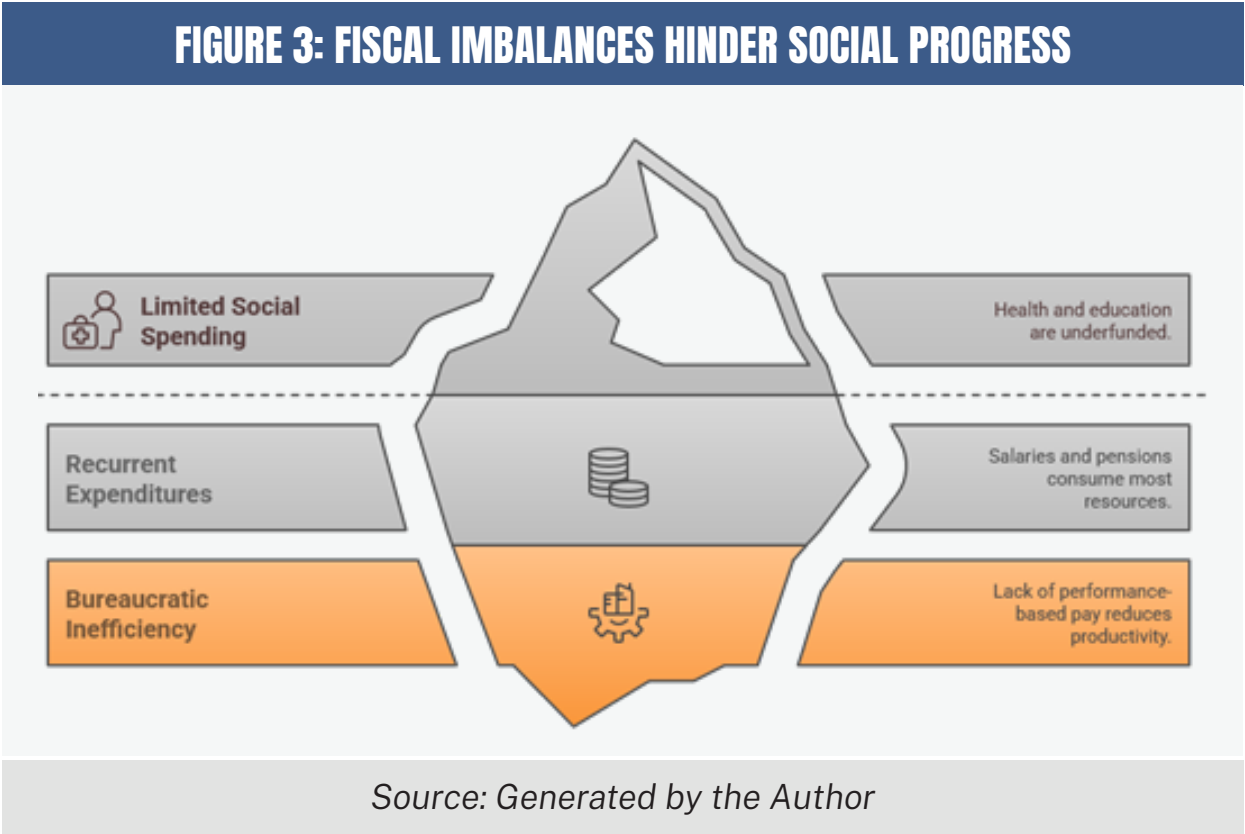 FIGURE 3: FISCAL IMBALANCES HINDER SOCIAL PROGRESS
Limited Social
Spending
Health and education
are underfunded.
Recurrent
Expenditures
Salaries and pensions
consume most
resources.
Bureaucratic
Inefficiency
Lack of performance-
based pay reduces
productivity.
Source: Generated by the Author